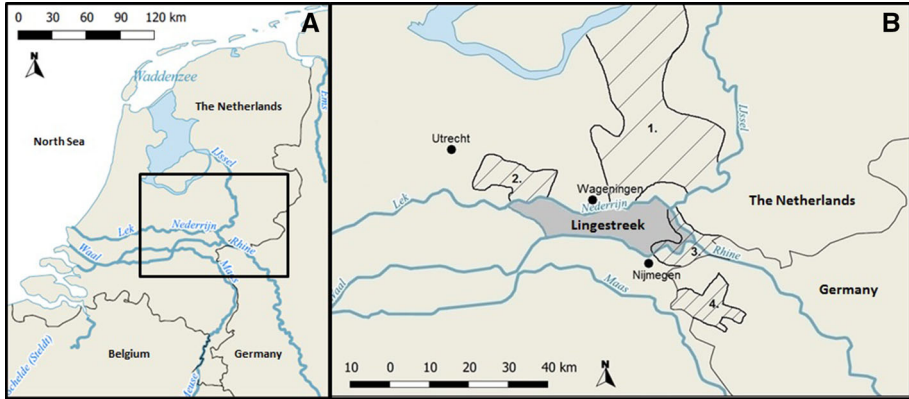 A
0 30 60 90 120 km
N
Waddenzee
The Netherlands
North Sea
Ems
IJssel
Lek
Nederrijn
Waal
Rhine
Maas
Belgium
Germany
Schelde (Steldt)
Meuse
B
IJssel
1.
Utrecht
2.
Wageningen
Nederrijn
Lek
The Netherlands
Lingestreek
3.
Rhine
Nijmegen
Maas
Waal
Germany
4.
10 0 10 20 30 40 km
N